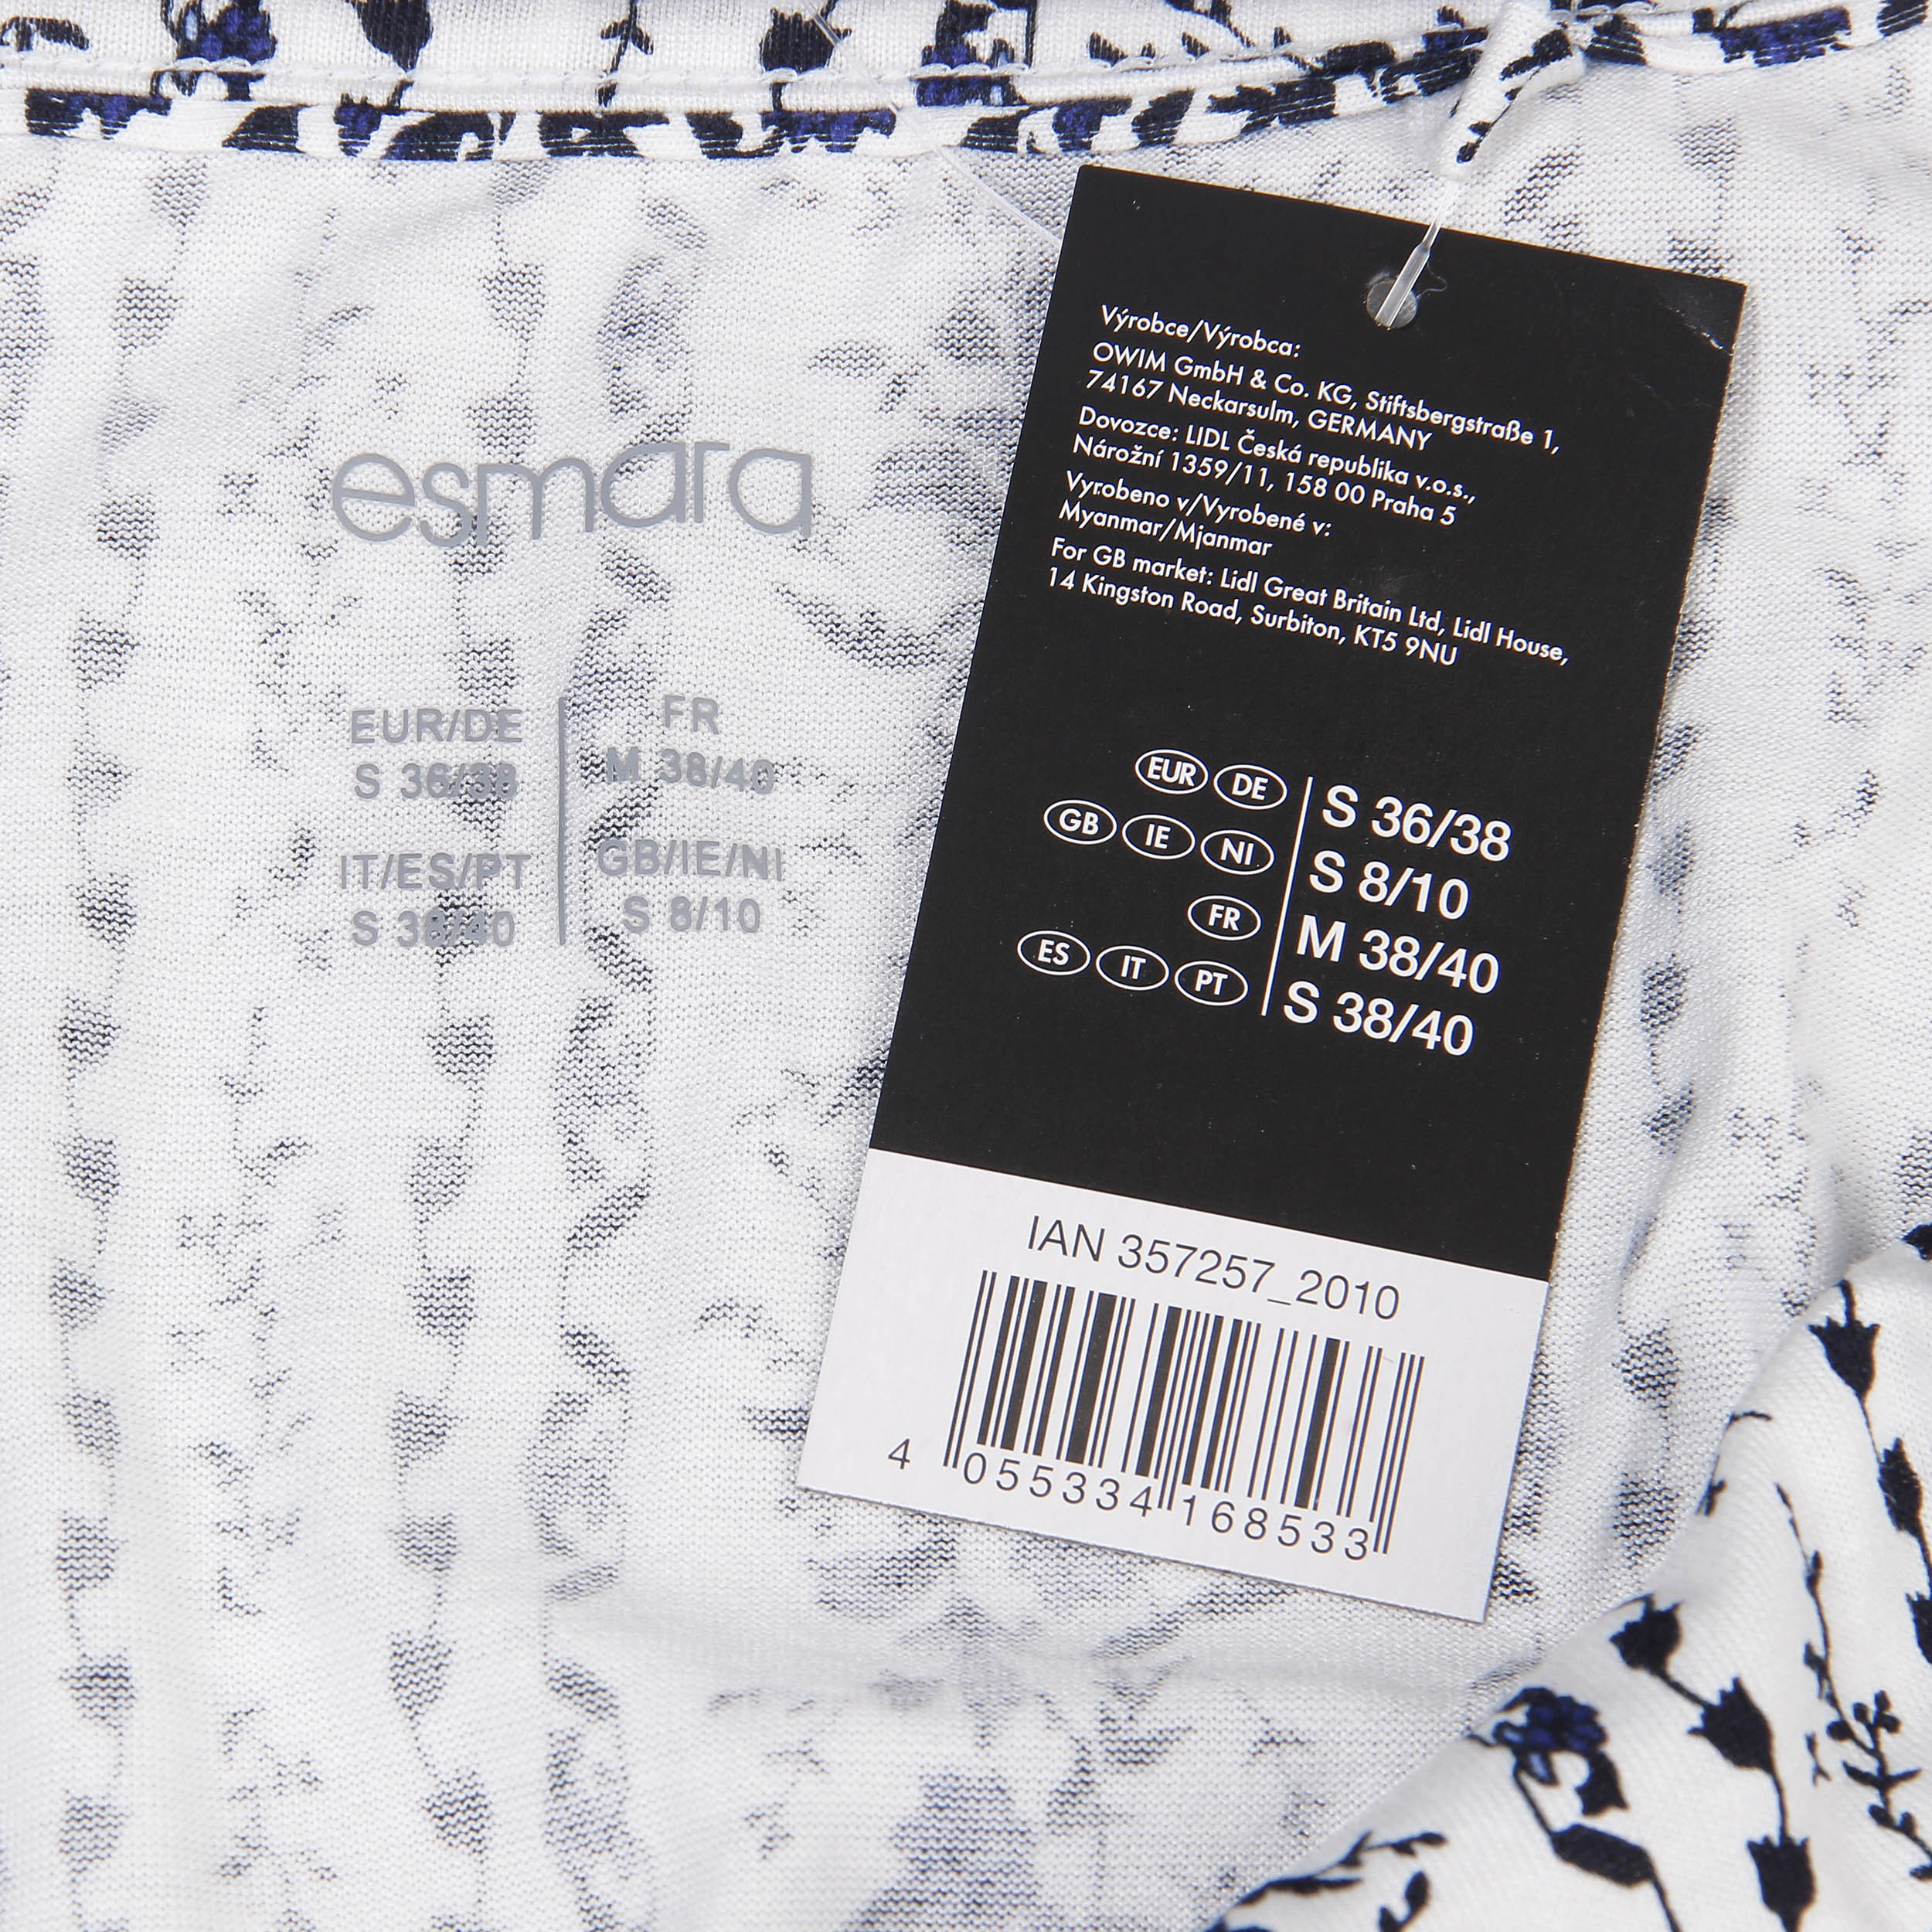 esmara
EUR/DE
S 36/38
FR
M 38/40
IT/ES/PT
S 38/40
GB/IE/NI
S 8/10
Výrobce/Výrobca:
OWIM GmbH & Co. KG, Stiftsbergstraße 1,
74167 Neckarsulm, GERMANY
Dovozce: LIDL Česká republika v.o.s.,
Nárožní 1359/11, 158 00 Praha 5
Vyrobeno v/Vyrobené v:
Myanmar/Mjanmar
For GB market: Lidl Great Britain Ltd, Lidl House,
14 Kingston Road, Surbiton, KT5 9NU
EUR DE S 36/38
GB IE NI S 8/10
FR M 38/40
ES IT PT S 38/40
IAN 357257_2010
4 055334 168533